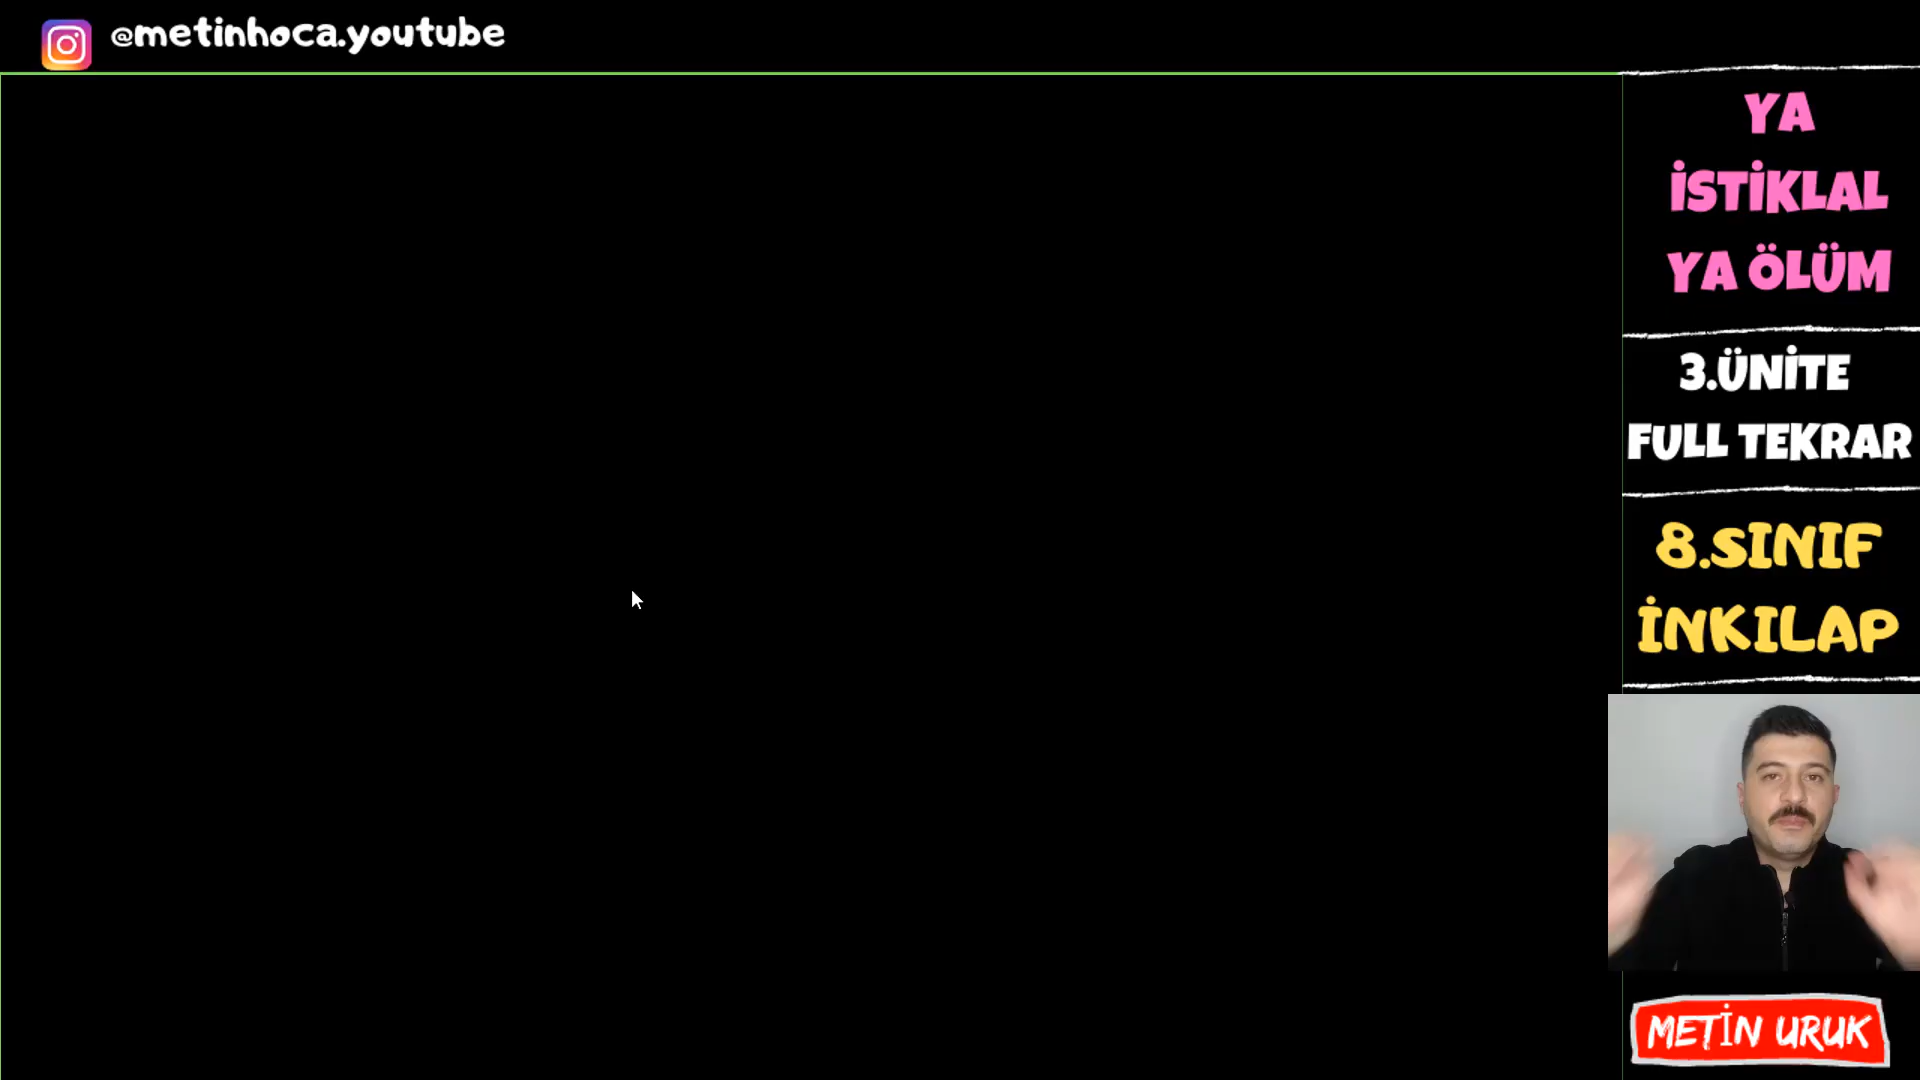 @metinhoca.youtube
YA
İSTİKLAL
YA ÖLÜM
3.ÜNİTE
FULL TEKRAR
8.SINIF
İNKILAP
METİN URUK